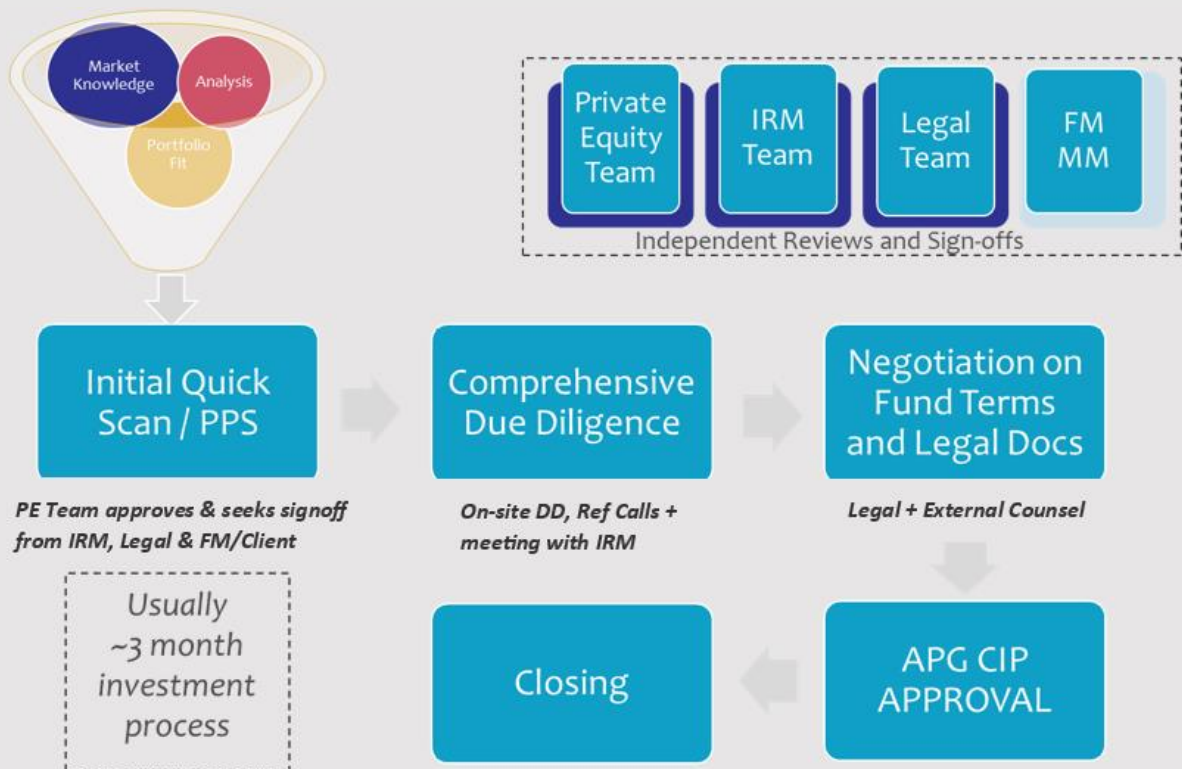 Market
Knowledge
Analysis
Portfolio
Fit
Private
Equity
Team
IRM
Team
Legal
Team
FM
MM
Independent Reviews and Sign-offs
Initial Quick
Scan / PPS
Comprehensive
Due Diligence
Negotiation on
Fund Terms
and Legal Docs
PE Team approves & seeks signoff
from IRM, Legal & FM/Client
On-site DD, Ref Calls +
meeting with IRM
Legal + External Counsel
Usually
~3 month
investment
process
Closing
APG CIP
APPROVAL